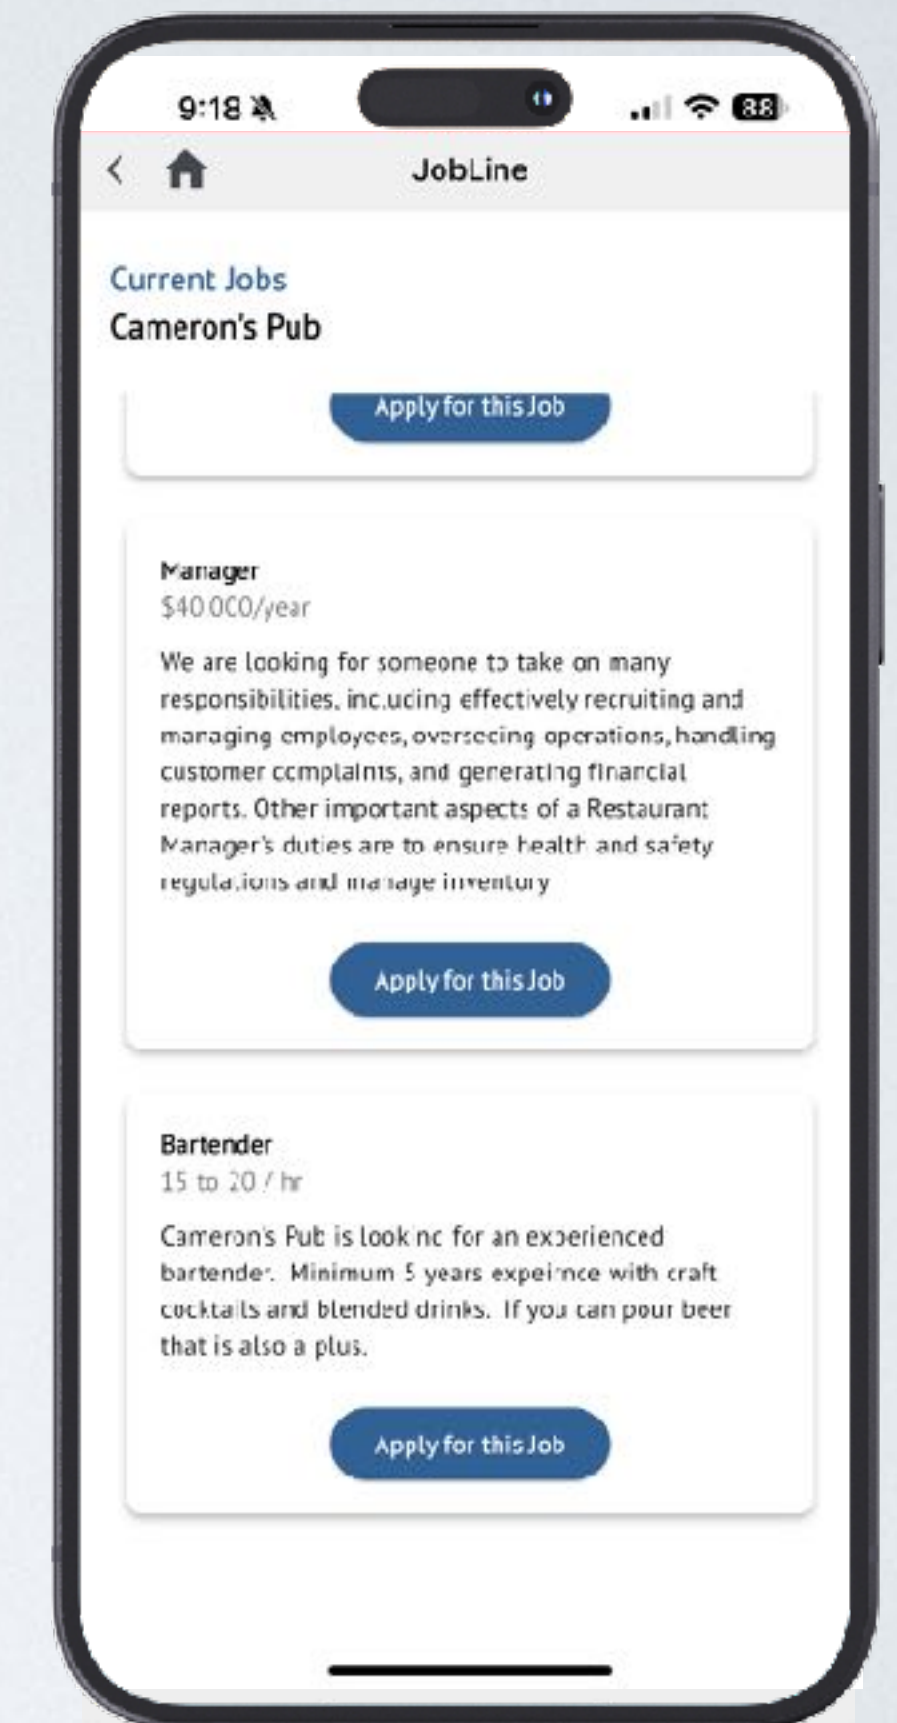 9:18
88
JobLine
Current Jobs
Cameron's Pub
Apply for this Job
Manager
$40 000/year
We are looking for someone to take on many
responsibilities, including effectively recruiting and
managing employees, overseeing operations, handling
customer complaints, and generating financial
reports. Other important aspects of a Restaurant
Manager's duties are to ensure health and safety
regulations and manage inventory
Apply for this Job
Bartender
15 to 20 / hr
Cameron's Pub is looking for an experienced
bartender. Minimum 5 years expeirnce with craft
cocktails and blended drinks. If you can pour beer
that is also a plus.
Apply for this Job